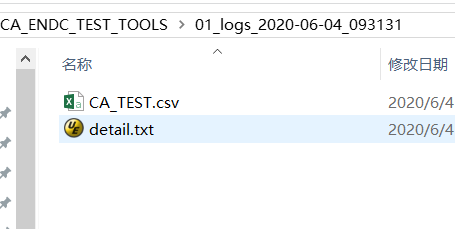 CA_ENDC_TEST_TOOLS > 01_logs_2020-06-04_093131
名称 修改日期
CA_TEST.csv 2020/6/4
detail.txt 2020/6/4